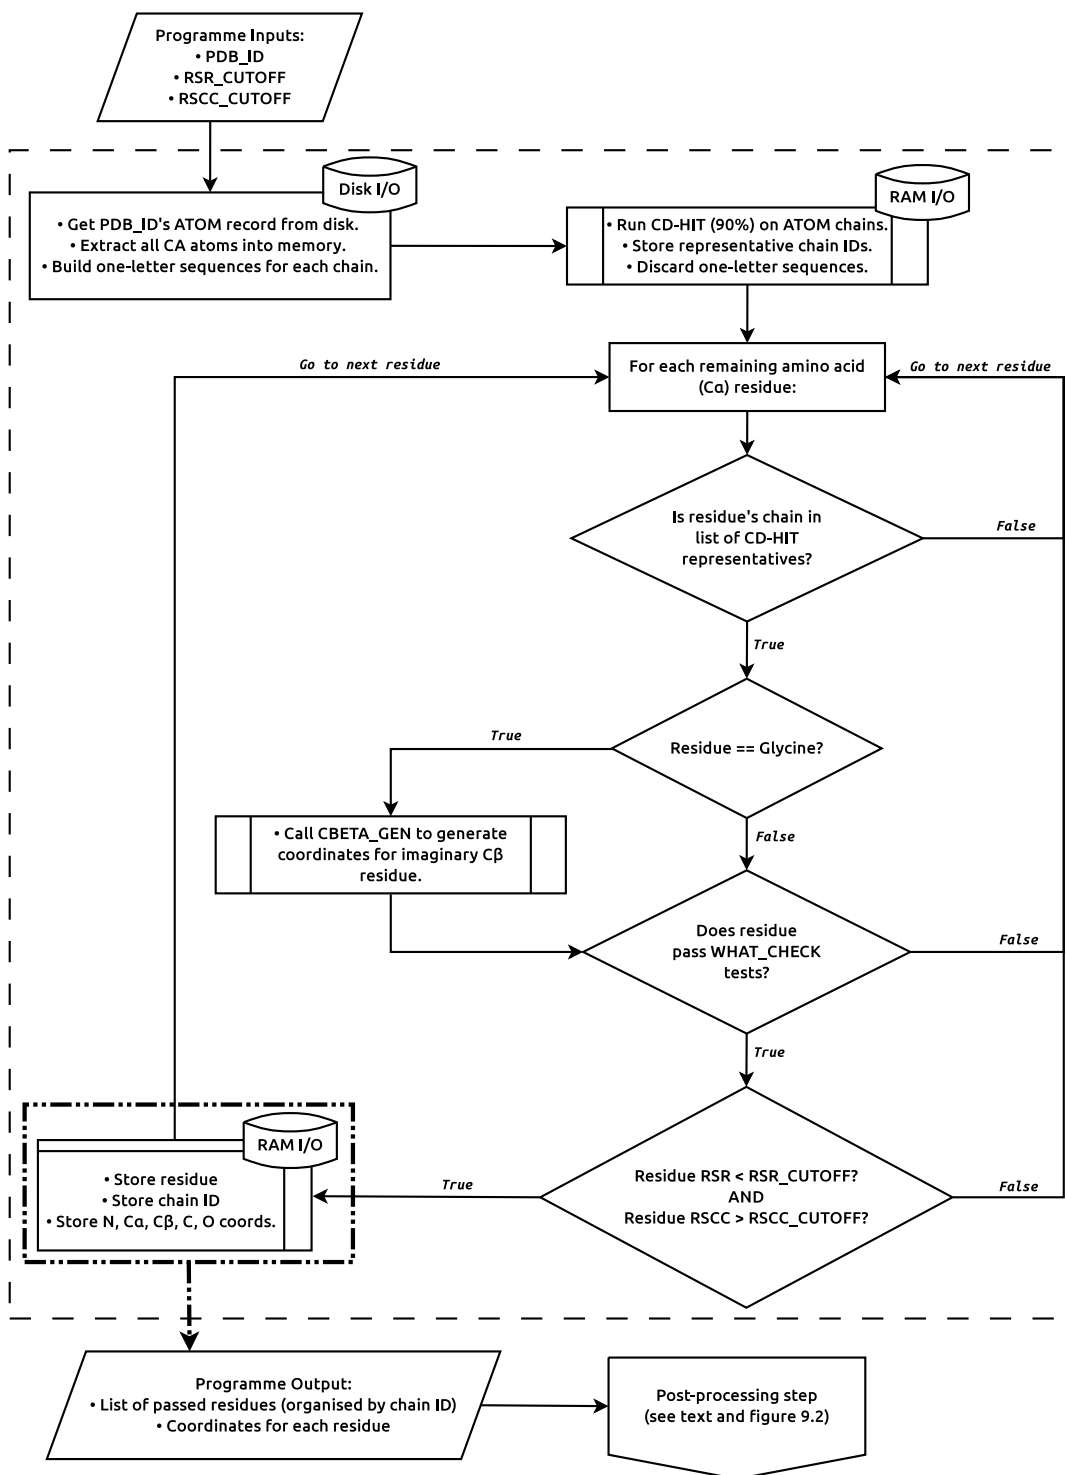 Programme Inputs:
• PDB_ID
• RSR_CUTOFF
• RSCC_CUTOFF
Disk I/O
• Get PDB_ID's ATOM record from disk.
• Extract all CA atoms into memory.
• Build one-letter sequences for each chain.
RAM I/O
• Run CD-HIT (90%) on ATOM chains.
• Store representative chain IDs.
• Discard one-letter sequences.
Go to next residue
For each remaining amino acid
(Cα) residue:
Go to next residue
Is residue's chain in
list of CD-HIT
representatives?
False
True
Residue == Glycine?
True
False
• Call CBETA_GEN to generate
coordinates for imaginary Cβ
residue.
Does residue
pass WHAT_CHECK
tests?
False
True
Residue RSR < RSR_CUTOFF?
AND
Residue RSCC > RSCC_CUTOFF?
False
True
RAM I/O
• Store residue
• Store chain ID
• Store N, Cα, Cβ, C, O coords.
Programme Output:
• List of passed residues (organised by chain ID)
• Coordinates for each residue
Post-processing step
(see text and figure 9.2)